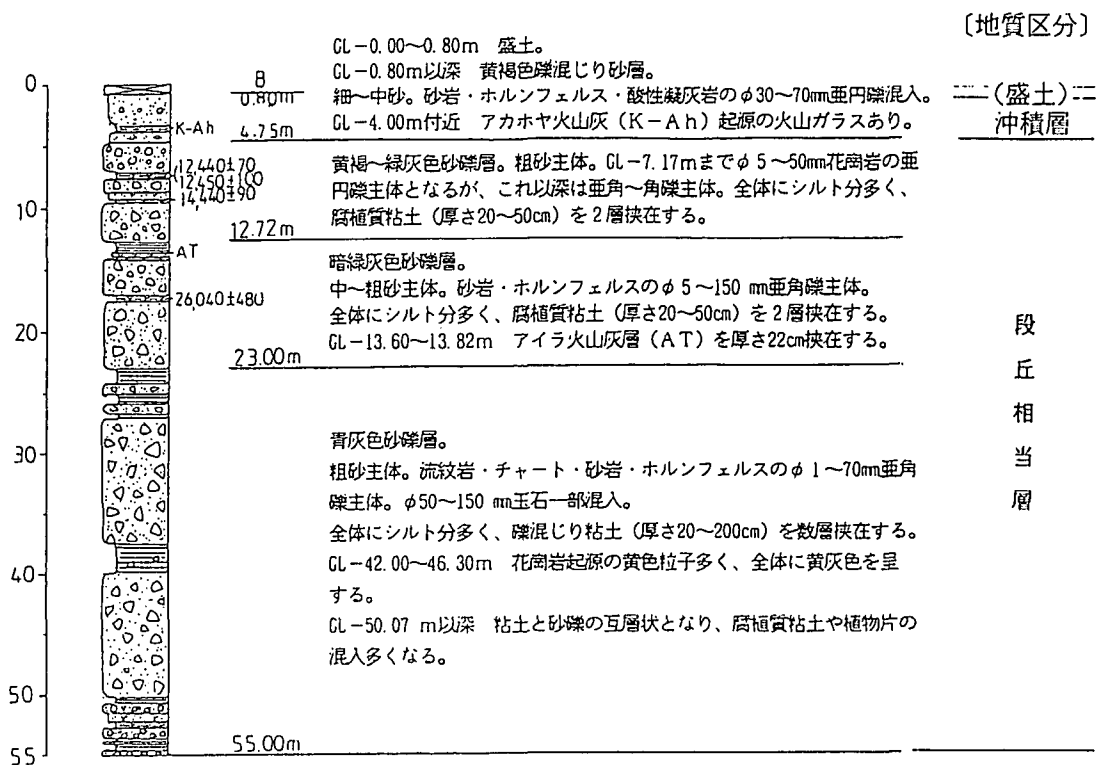 〔地質区分〕
GL-0.00～0.80m 盛土。
GL-0.80m以深 黄褐色礫混じり砂層。
細～中砂。砂岩・ホルンフェルス・酸性凝灰岩のφ30～70mm亜円礫混入。
GL-4.00m付近 アカホヤ火山灰（K-Ah）起源の火山ガラスあり。
0
B
0.80m
(盛土)
沖積層
K-Ah
4.75m
12,440±70
12,450±100
14,440±90
黄褐～緑灰色砂礫層。粗砂主体。GL-7.17mまでφ5～50mm花崗岩の亜
円礫主体となるが、これ以深は亜角～角礫主体。全体にシルト分多く、
腐植質粘土（厚さ20～50cm）を2層挟在する。
10
12.72m
AT
暗緑灰色砂礫層。
中～粗砂主体。砂岩・ホルンフェルスのφ5～150mm亜角礫主体。
全体にシルト分多く、腐植質粘土（厚さ20～50cm）を2層挟在する。
GL-13.60～13.82m アイラ火山灰層（AT）を厚さ22cm挟在する。
26,040±480
20
23.00m
段
丘
相
当
層
30
青灰色砂礫層。
粗砂主体。流紋岩・チャート・砂岩・ホルンフェルスのφ1～70mm亜角
礫主体。φ50～150mm玉石一部混入。
全体にシルト分多く、礫混じり粘土（厚さ20～200cm）を数層挟在する。
GL-42.00～46.30m 花崗岩起源の黄色粒子多く、全体に黄灰色を呈
する。
GL-50.07m以深 粘土と砂礫の互層状となり、腐植質粘土や植物片の
混入多くなる。
40
50
55
55.00m